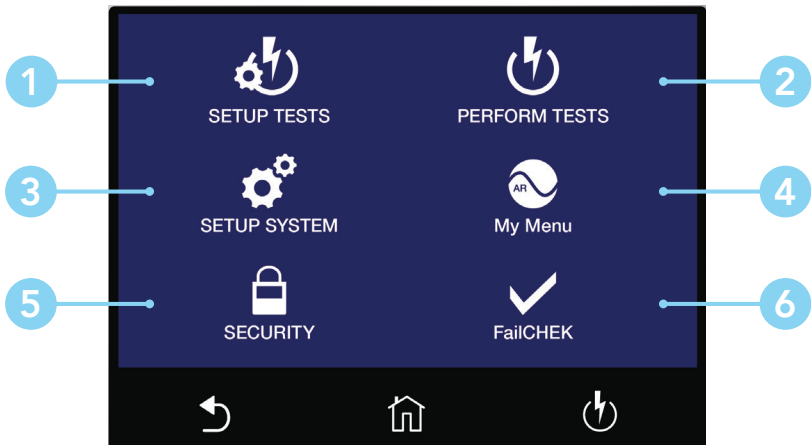 1
SETUP TESTS
2
PERFORM TESTS
3
SETUP SYSTEM
4
AR
My Menu
5
SECURITY
6
FailCHEK